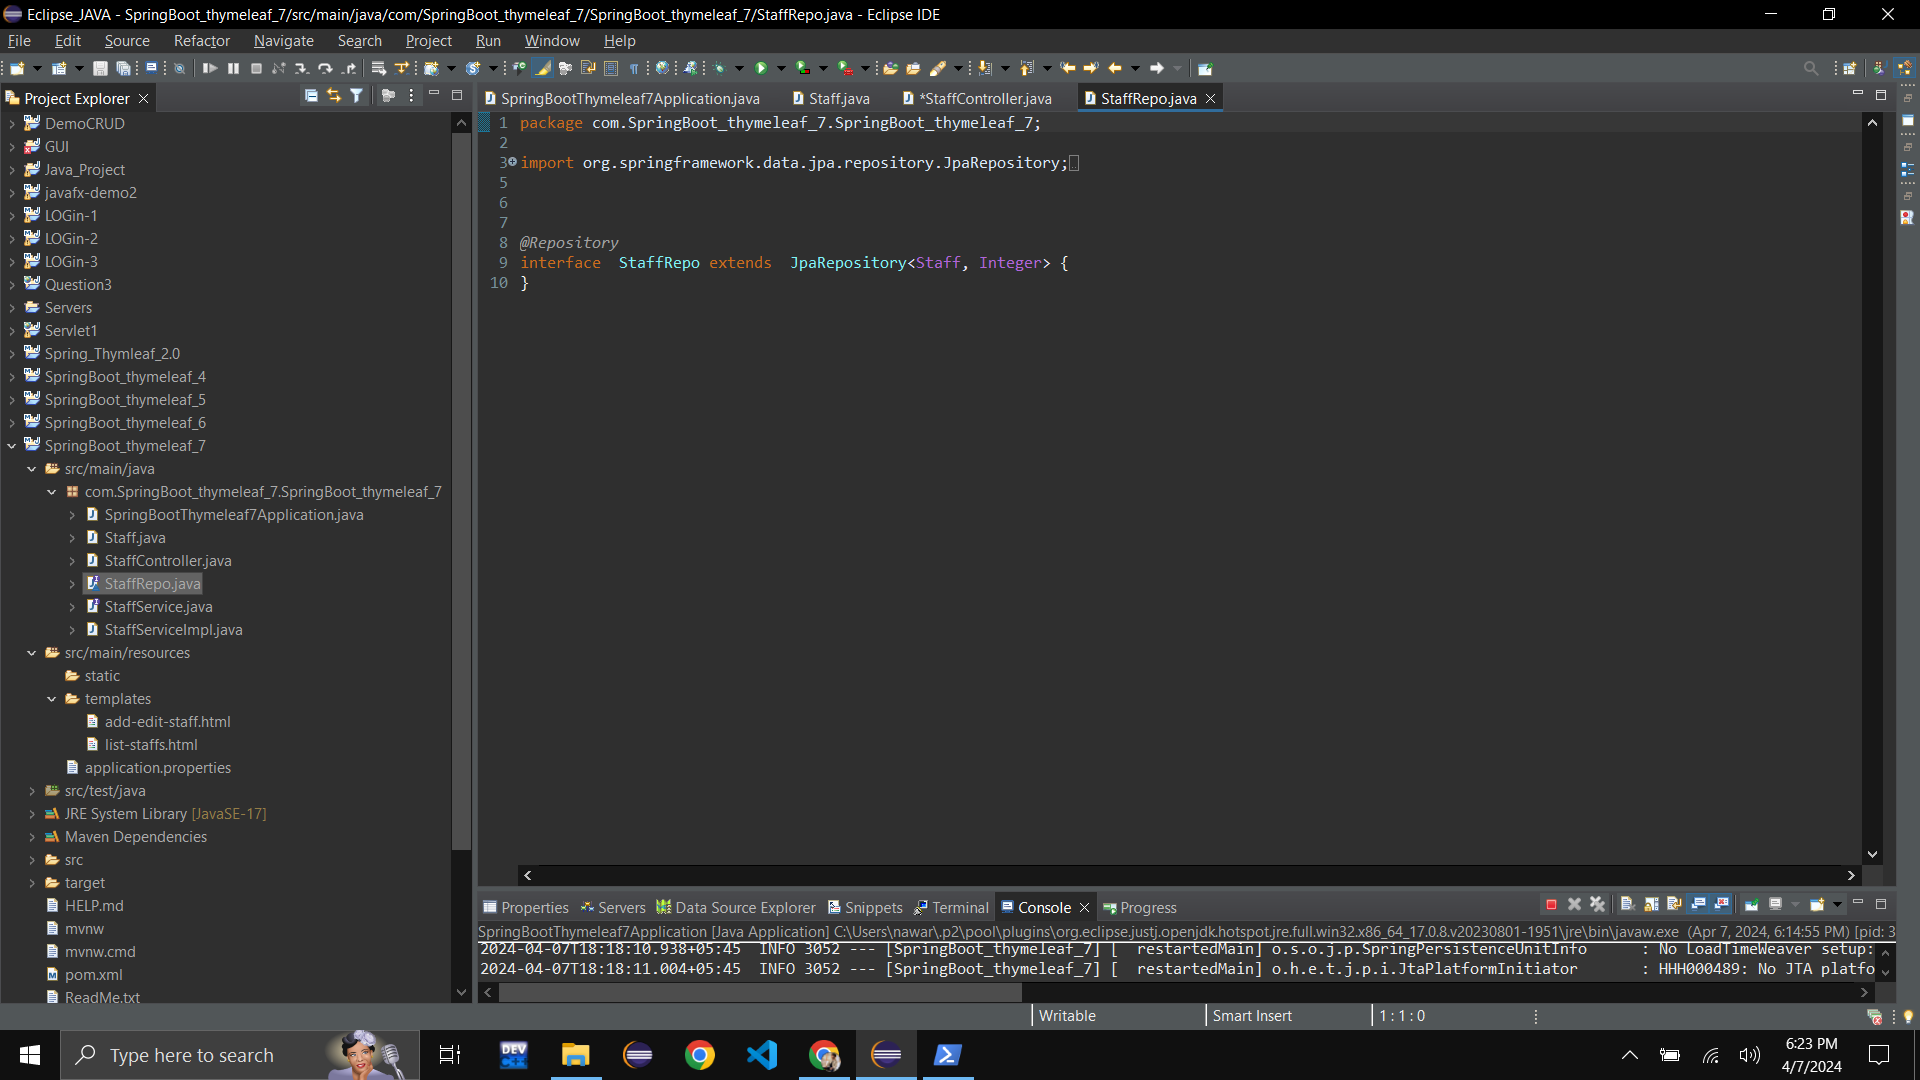 Eclipse_JAVA - SpringBoot_thymeleaf_7/src/main/java/com/SpringBoot_thymeleaf_7/SpringBoot_thymeleaf_7/StaffRepo.java - Eclipse IDE
File Edit Source Refactor Navigate Search Project Run Window Help
Project Explorer
DemoCRUD
GUI
Java_Project
javafx-demo2
LOGin-1
LOGin-2
LOGin-3
Question3
Servers
Servlet1
Spring_Thymleaf_2.0
SpringBoot_thymeleaf_4
SpringBoot_thymeleaf_5
SpringBoot_thymeleaf_6
SpringBoot_thymeleaf_7
src/main/java
com.SpringBoot_thymeleaf_7.SpringBoot_thymeleaf_7
SpringBootThymeleaf7Application.java
Staff.java
StaffController.java
StaffRepo.java
StaffService.java
StaffServiceImpl.java
src/main/resources
static
templates
add-edit-staff.html
list-staffs.html
application.properties
src/test/java
JRE System Library [JavaSE-17]
Maven Dependencies
src
target
HELP.md
mvnw
mvnw.cmd
pom.xml
ReadMe.txt
SpringBootThymeleaf7Application.java Staff.java *StaffController.java StaffRepo.java
1 package com.SpringBoot_thymeleaf_7.SpringBoot_thymeleaf_7;
2
3 import org.springframework.data.jpa.repository.JpaRepository;
5
6
7
8 @Repository
9 interface  StaffRepo extends  JpaRepository<Staff, Integer> {
10 }
Properties Servers Data Source Explorer Snippets Terminal Console Progress
SpringBootThymeleaf7Application [Java Application] C:\Users\nawar\.p2\pool\plugins\org.eclipse.justj.openjdk.hotspot.jre.full.win32.x86_64_17.0.8.v20230801-1951\jre\bin\javaw.exe (Apr 7, 2024, 6:14:55 PM) [pid: 3
2024-04-07T18:18:10.938+05:45  INFO 3052 --- [SpringBoot_thymeleaf_7] [  restartedMain] o.s.o.j.p.SpringPersistenceUnitInfo      : No LoadTimeWeaver setup:
2024-04-07T18:18:11.004+05:45  INFO 3052 --- [SpringBoot_thymeleaf_7] [  restartedMain] o.h.e.t.j.p.i.JtaPlatformInitiator       : HHH000489: No JTA platfo
Writable Smart Insert 1 : 1 : 0
Type here to search
DEV
6:23 PM
4/7/2024